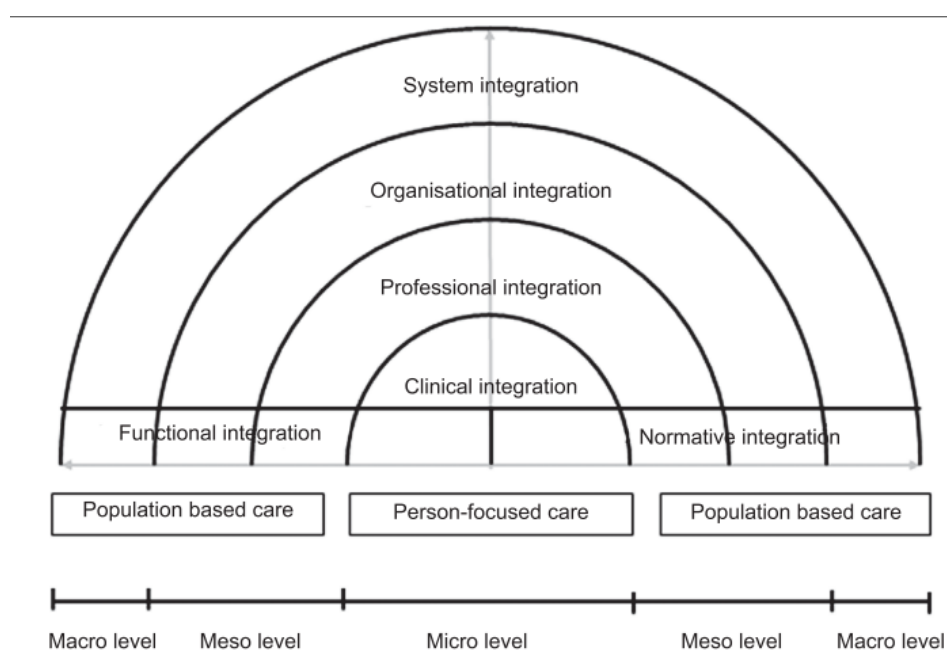 System integration
Organisational integration
Professional integration
Clinical integration
Functional integration
Normative integration
Population based care
Person-focused care
Population based care
Macro level
Meso level
Micro level
Meso level
Macro level